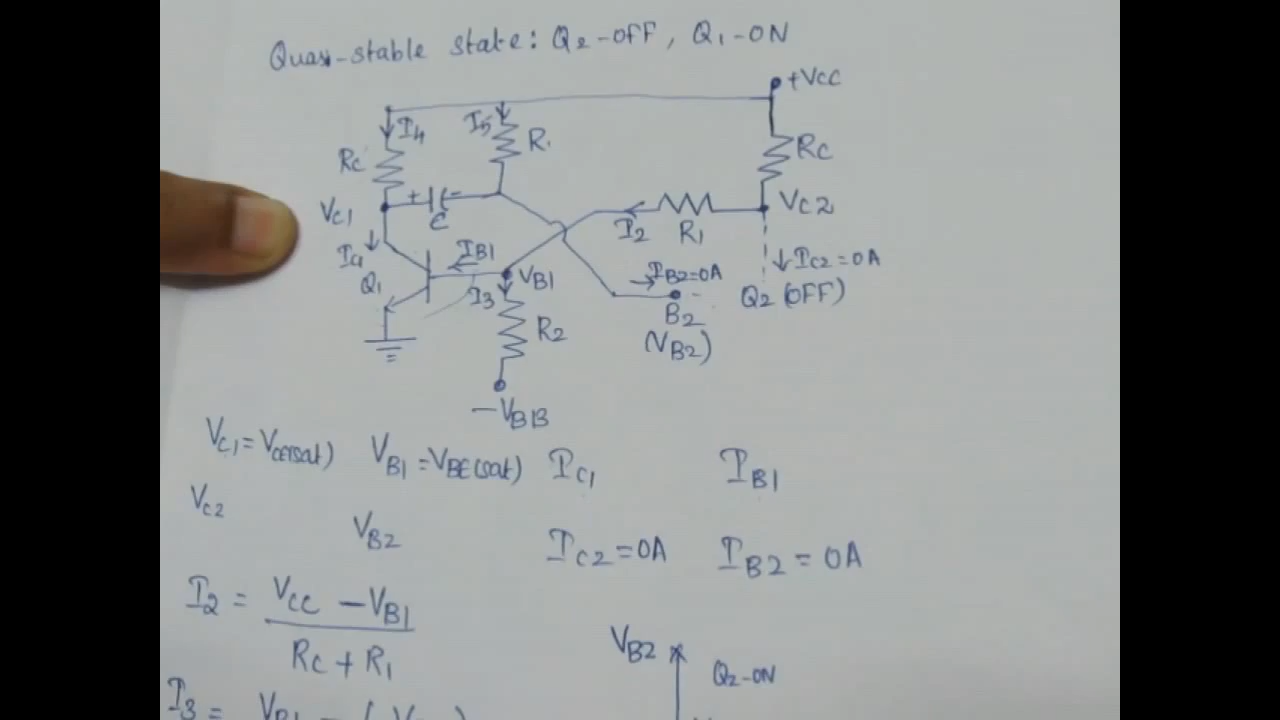 Quasi-stable state: Q2-OFF, Q1-ON
+VCC
I4
I5
R
RC
RC
+
-
C
VC1
VC2
I2
R1
IB1
IB2=0A
IC2=0A
Q1
I3
VB1
B2
Q2 (OFF)
R2
(VB2)
-VBB
VC1=VCE(sat)
VB1=VBE(sat)
IC1
IB1
VC2
VB2
IC2=0A
IB2=0A
I2 = VCC -VB1
RC+R1
VB2
Q2-ON
I3 =